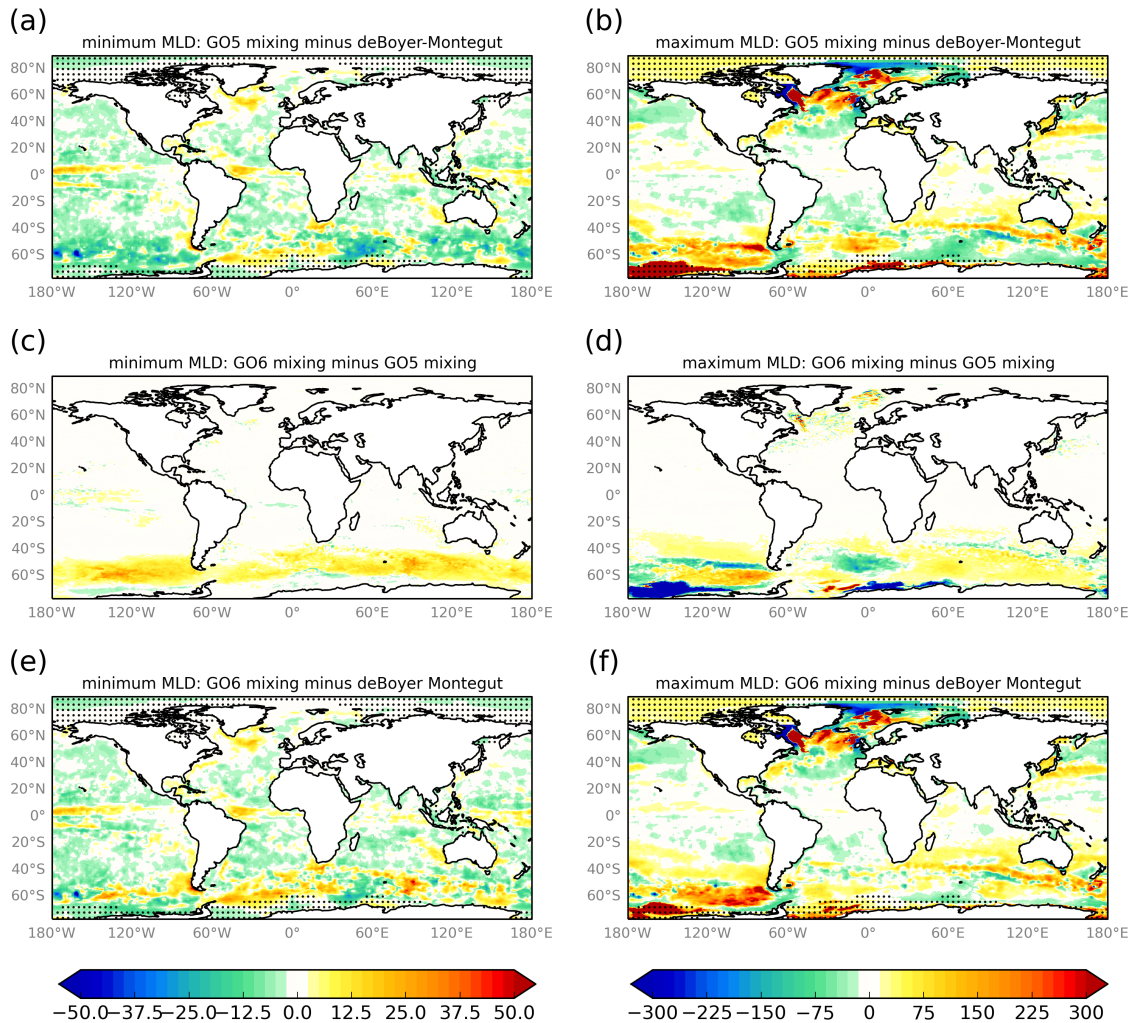 (a)
minimum MLD: GO5 mixing minus deBoyer-Montegut
80°N
60°N
40°N
20°N
0°
20°S
40°S
60°S
180°W 120°W 60°W 0° 60°E 120°E 180°E
(b)
maximum MLD: GO5 mixing minus deBoyer-Montegut
80°N
60°N
40°N
20°N
0°
20°S
40°S
60°S
180°W 120°W 60°W 0° 60°E 120°E 180°E
(c)
minimum MLD: GO6 mixing minus GO5 mixing
80°N
60°N
40°N
20°N
0°
20°S
40°S
60°S
180°W 120°W 60°W 0° 60°E 120°E 180°E
(d)
maximum MLD: GO6 mixing minus GO5 mixing
80°N
60°N
40°N
20°N
0°
20°S
40°S
60°S
180°W 120°W 60°W 0° 60°E 120°E 180°E
(e)
minimum MLD: GO6 mixing minus deBoyer Montegut
80°N
60°N
40°N
20°N
0°
20°S
40°S
60°S
180°W 120°W 60°W 0° 60°E 120°E 180°E
(f)
maximum MLD: GO6 mixing minus deBoyer Montegut
80°N
60°N
40°N
20°N
0°
20°S
40°S
60°S
180°W 120°W 60°W 0° 60°E 120°E 180°E
−50.0 −37.5 −25.0 −12.5 0.0 12.5 25.0 37.5 50.0
−300 −225 −150 −75 0 75 150 225 300